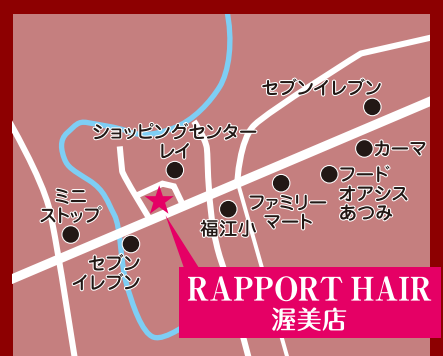 セブンイレブン
ショッピングセンター
レイ
カーマ
フード
オアシス
あつみ
ミニ
ストップ
ファミリー
マート
福江小
セブン
イレブン
RAPPORT HAIR
渥美店